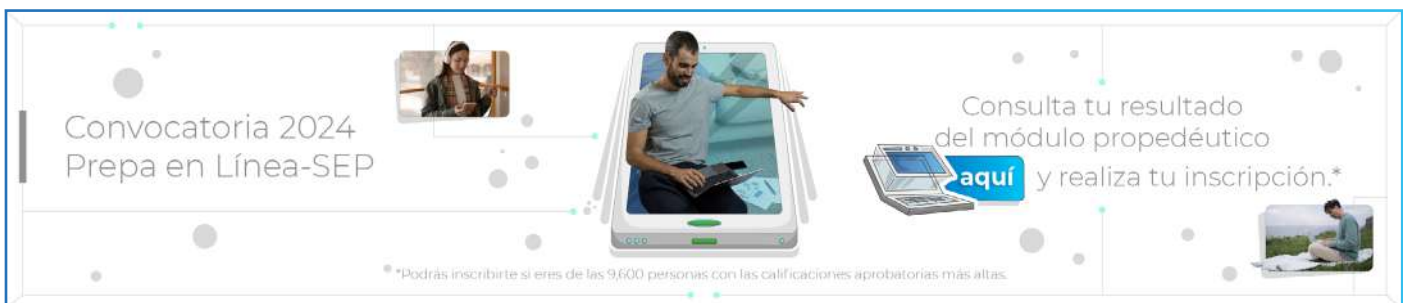 Convocatoria 2024
Prepa en Línea-SEP
Consulta tu resultado
del módulo propedéutico
aquí y realiza tu inscripción.*
*Podrás inscribirte si eres de las 9,600 personas con las calificaciones aprobatorias más altas.